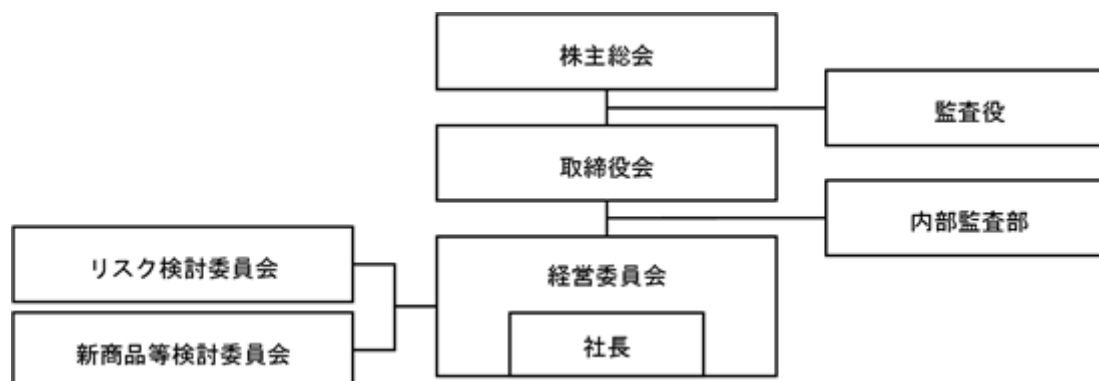 株主総会
監査役
取締役会
内部監査部
リスク検討委員会
経営委員会
新商品等検討委員会
社長